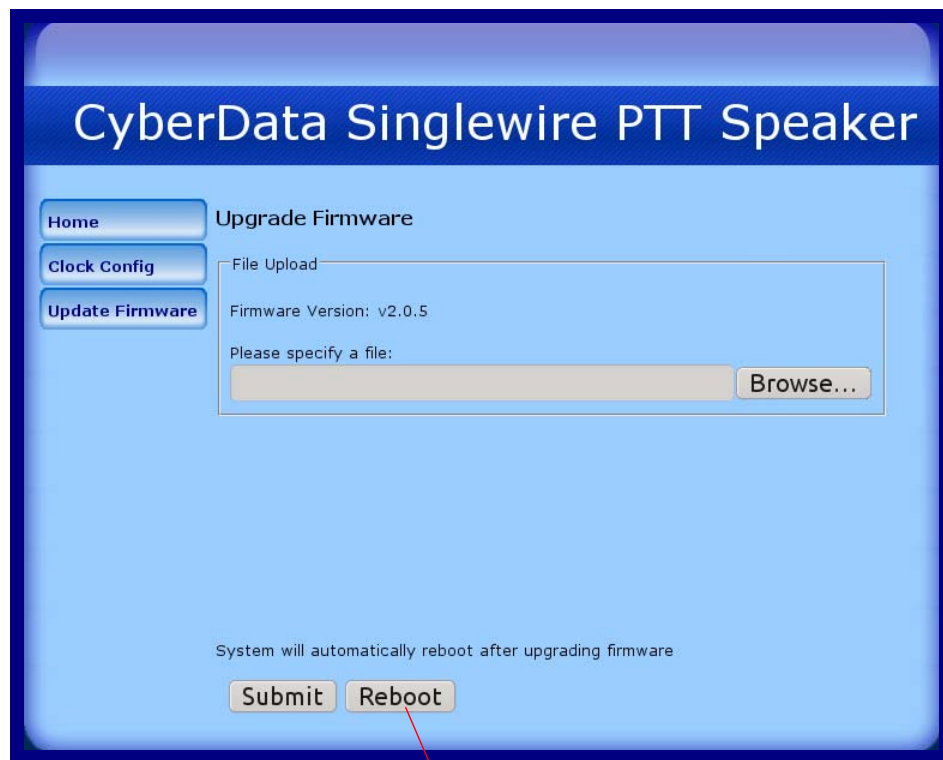 CyberData Singlewire PTT Speaker
Home
Clock Config
Update Firmware
Upgrade Firmware
File Upload
Firmware Version: v2.0.5
Please specify a file:
Browse...
System will automatically reboot after upgrading firmware
Submit Reboot